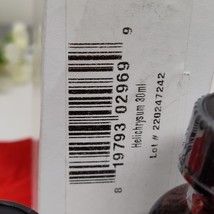 8 19793 02969 9
Helichrysum 30ml
Lot # 220247242